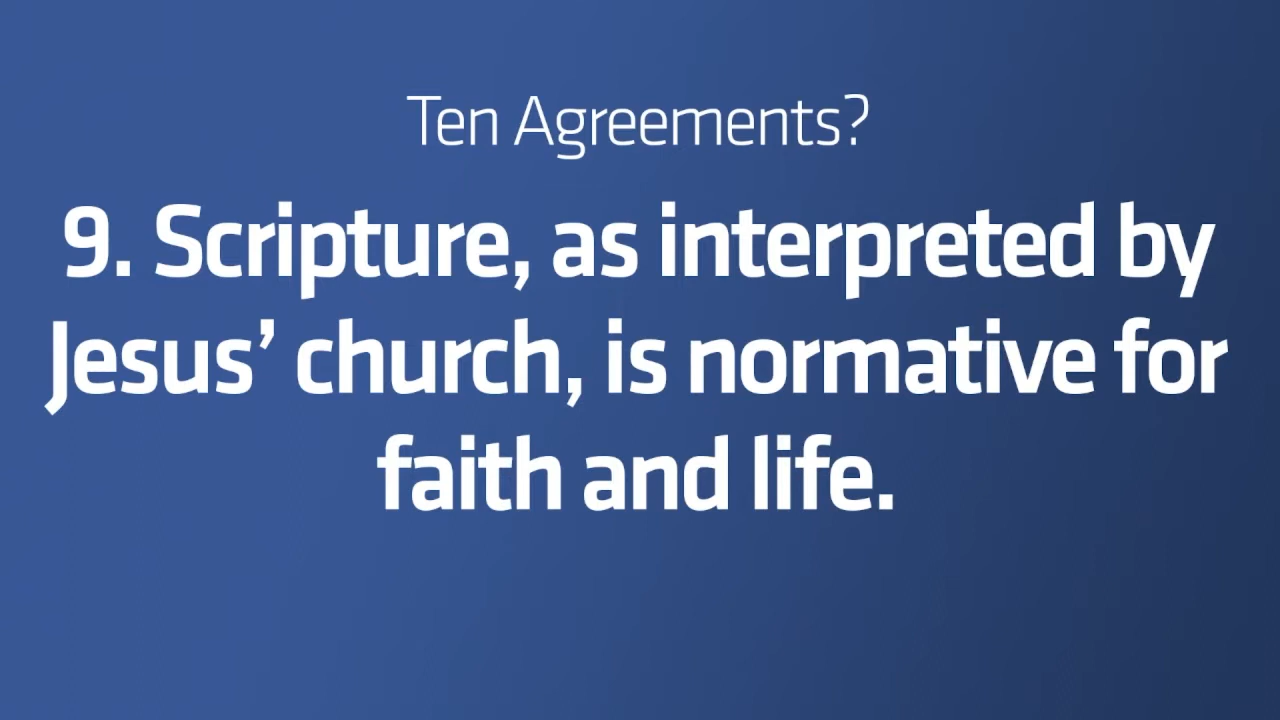 Ten Agreements?
9. Scripture, as interpreted by
Jesus’ church, is normative for
faith and life.